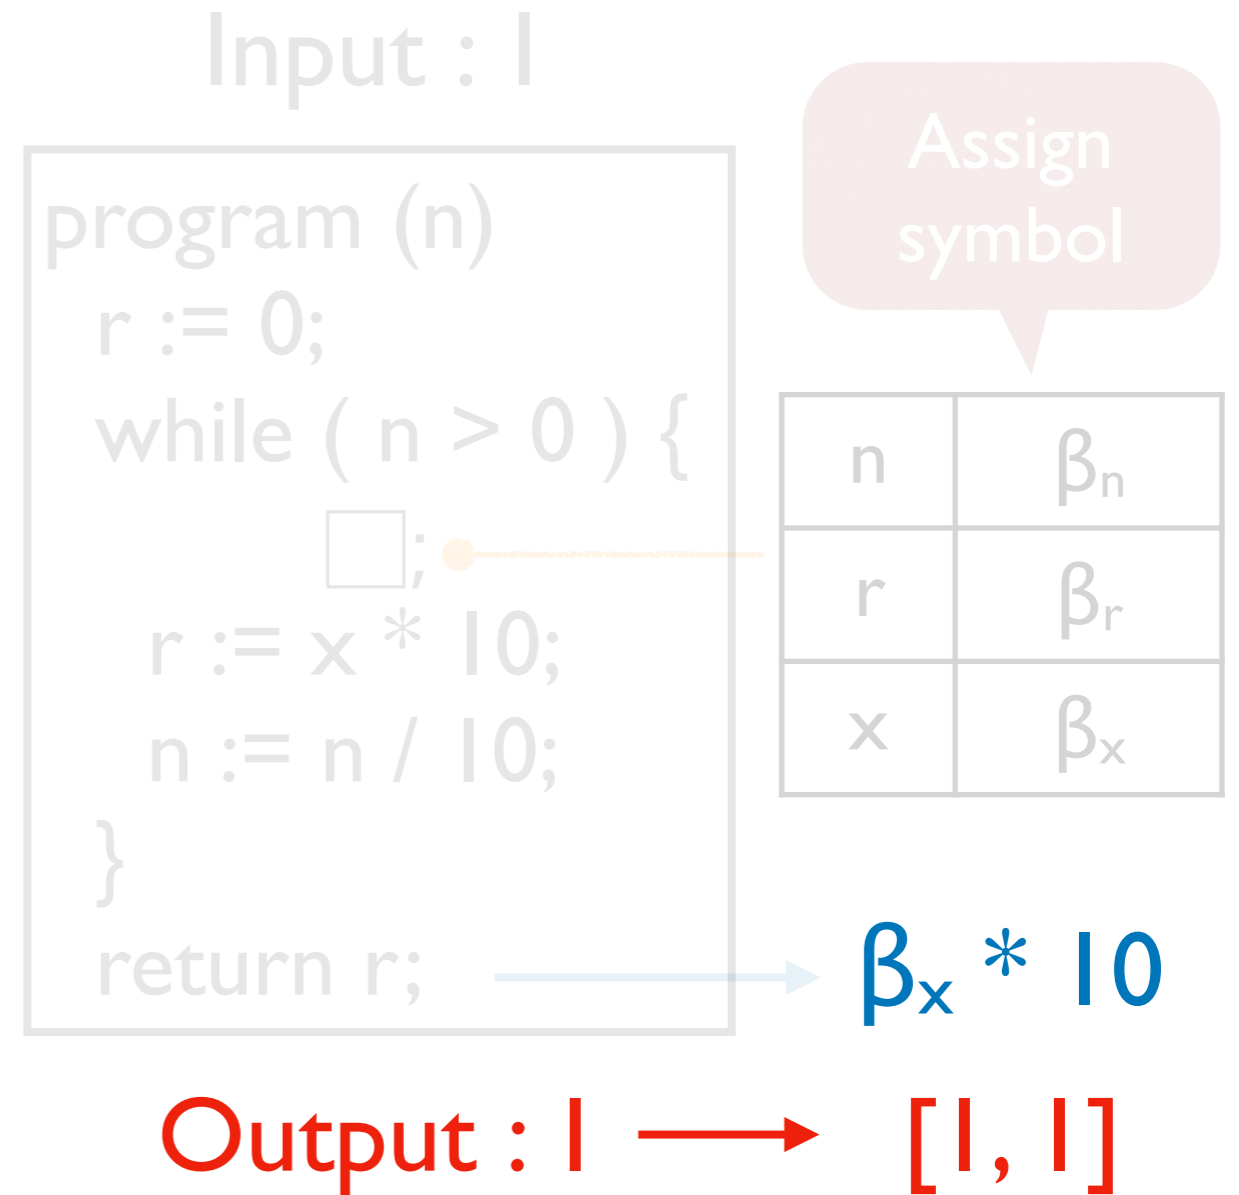 Input : 1
Assign
symbol
program (n)
r := 0;
while ( n > 0 ) {
;
r := x * 10;
n := n / 10;
}
return r;
n βn
r βr
x βx
βx * 10
Output : 1 [1, 1]